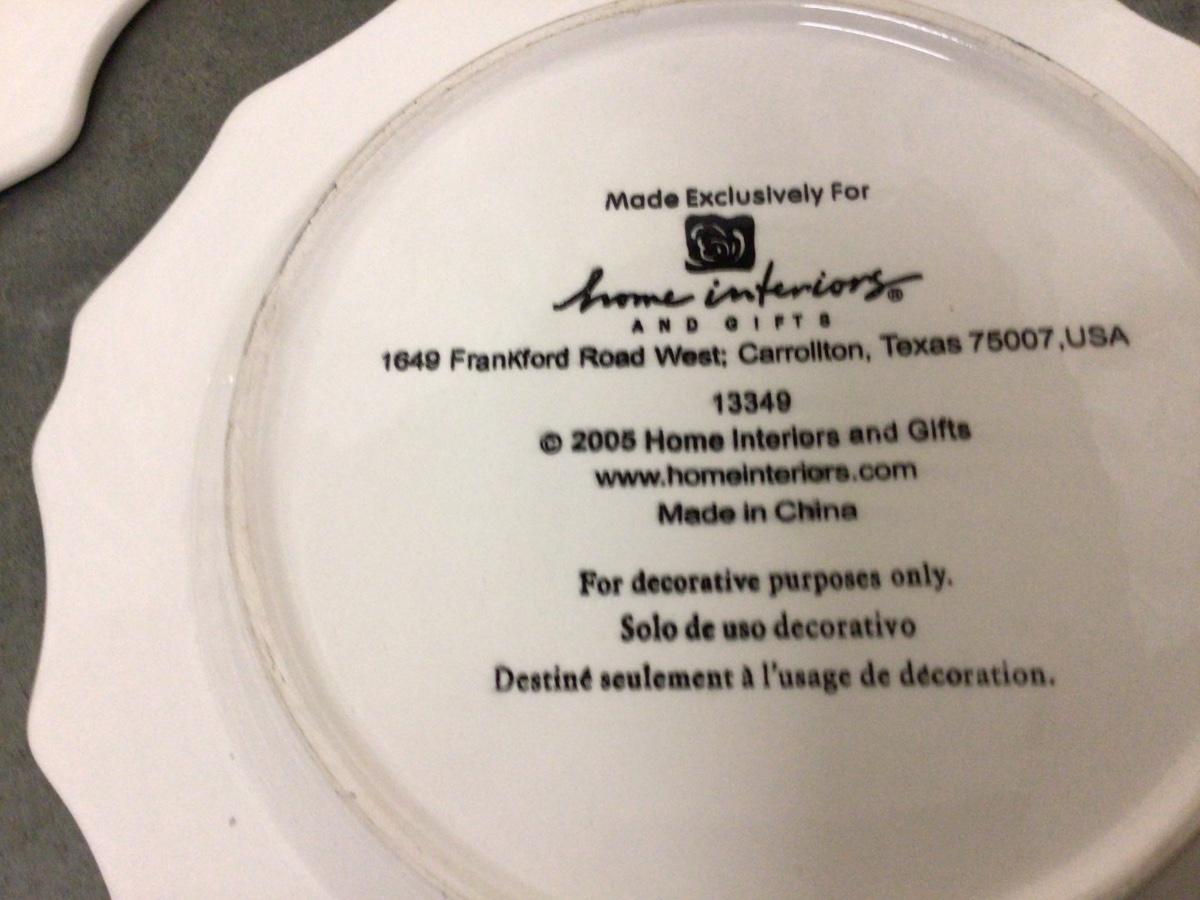 Made Exclusively For
home interiors®
AND GIFTS
1649 Frankford Road West; Carrollton, Texas 75007,USA
13349
© 2005 Home Interiors and Gifts
www.homeinteriors.com
Made in China
For decorative purposes only.
Solo de uso decorativo
Destiné seulement à l'usage de décoration.